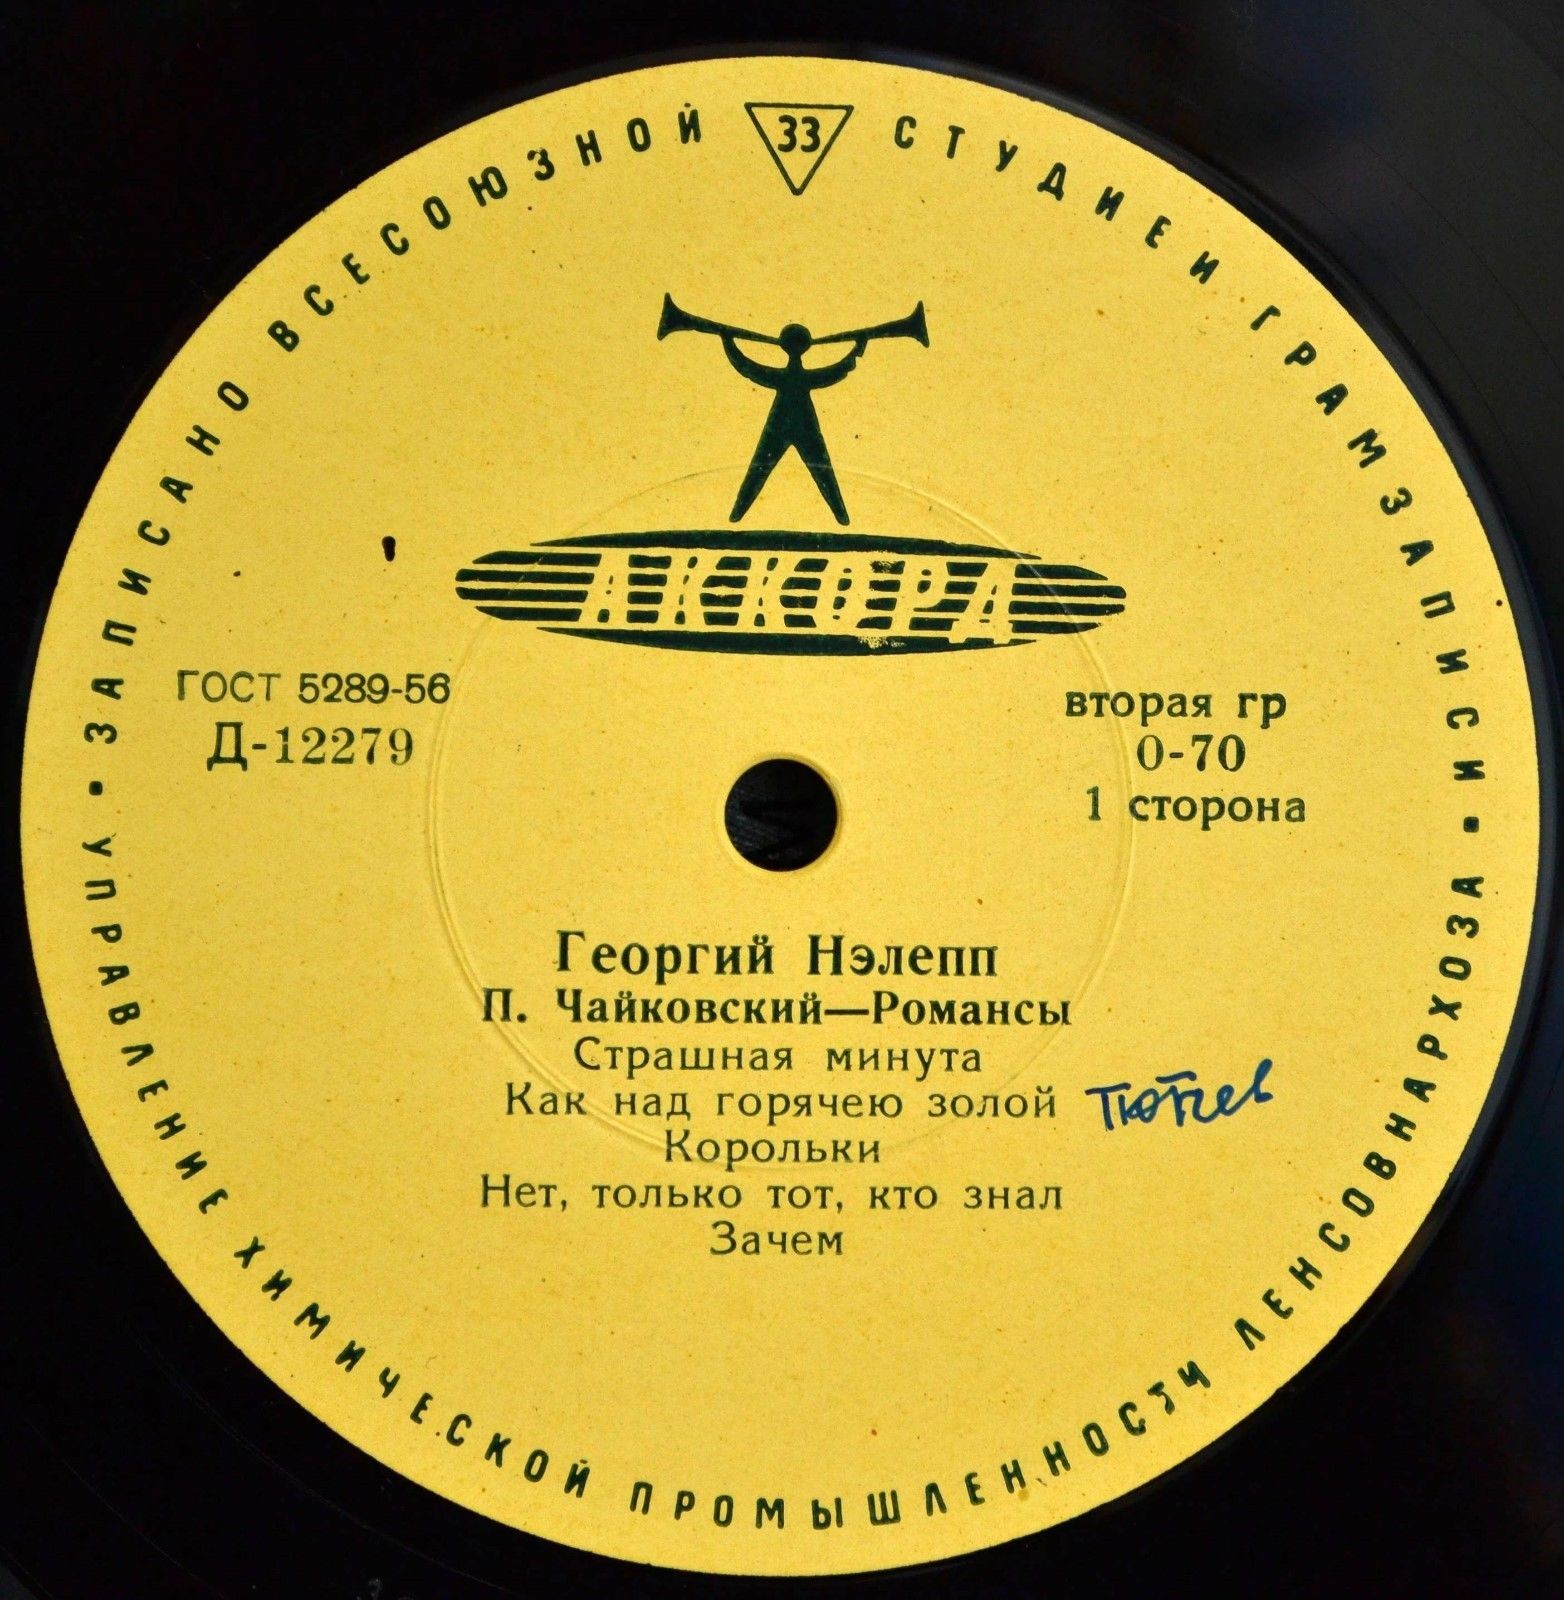 ЗАПИСАНО ВСЕСОЮЗНОЙ СТУДИЕЙ ГРАМЗАПИСИ
33
АККОРД
ГОСТ 5289-56
Д-12279
вторая гр
0-70
1 сторона
Георгий Нэлепп
П. Чайковский—Романсы
Страшная минута
Как над горячею золой
Тютчев
Корольки
Нет, только тот, кто знал
Зачем
УПРАВЛЕНИЕ ХИМИЧЕСКОЙ ПРОМЫШЛЕННОСТИ ЛЕНСОВНАРХОЗА